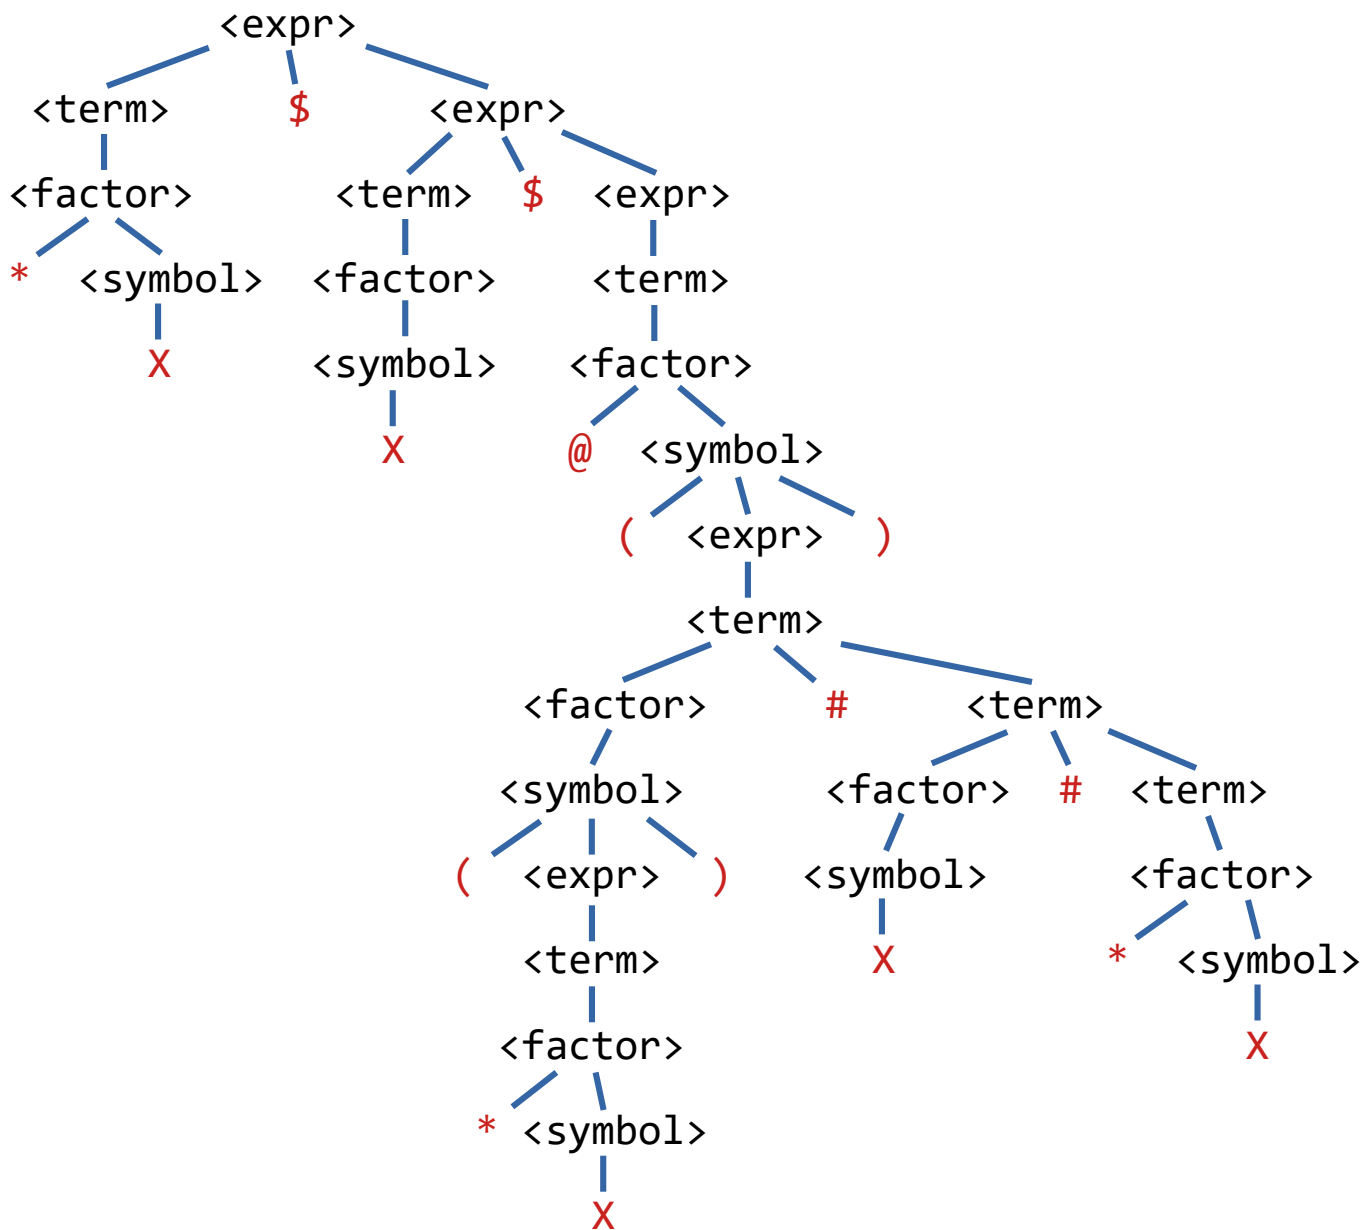 <expr>
<term> $ <expr>
<factor> <term> $ <expr>
* <symbol> <factor> <term>
X <symbol> <factor>
X @ <symbol>
( <expr> )
<term>
<factor> # <term>
<symbol> <factor> # <term>
( <expr> ) <symbol> <factor>
<term> X * <symbol>
<factor> X
* <symbol>
X